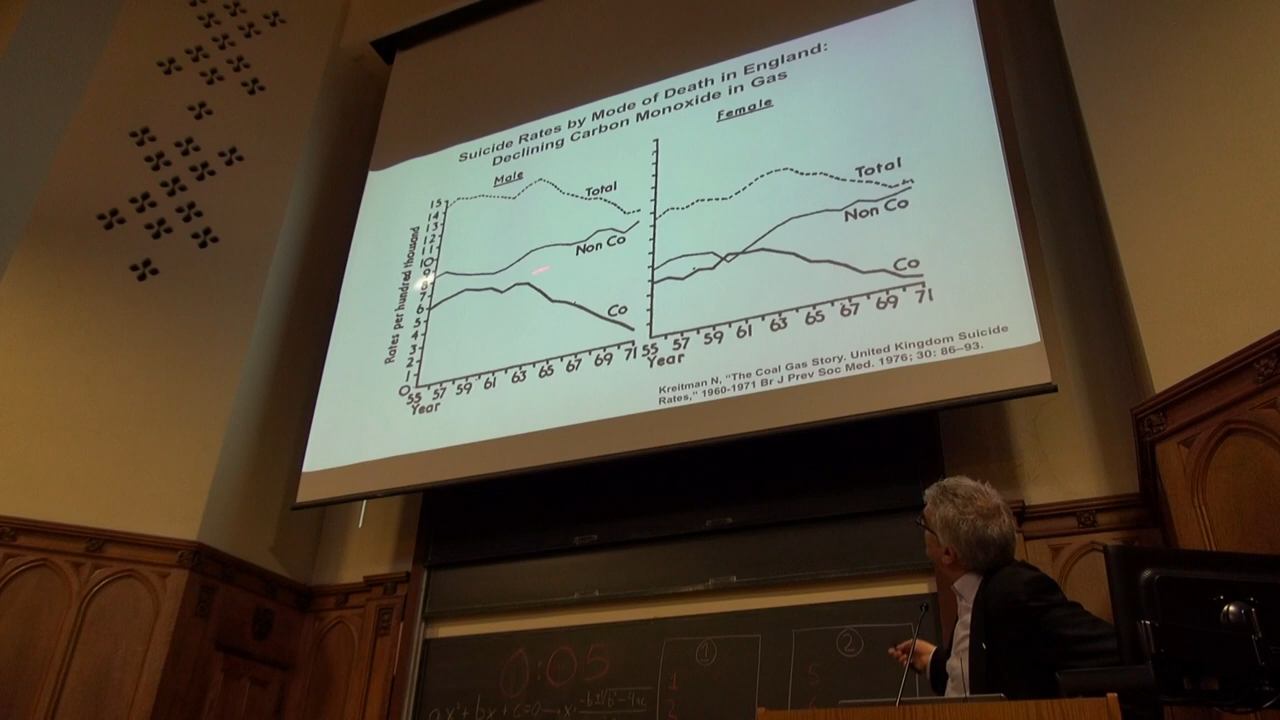 Suicide Rates by Mode of Death in England:
Declining Carbon Monoxide in Gas
Male
Rates per hundred thousand
15
14
13
12
11
10
9
8
7
6
5
4
3
2
1
0
Total
Non Co
Co
55 57 59 61 63 65 67 69 71
Year
Female
Total
Non Co
Co
55 57 59 61 63 65 67 69 71
Year
Kreitman N, "The Coal Gas Story. United Kingdom Suicide
Rates," 1960-1971 Br J Prev Soc Med. 1976; 30: 86–93.
1:05
1
1
2
2
5